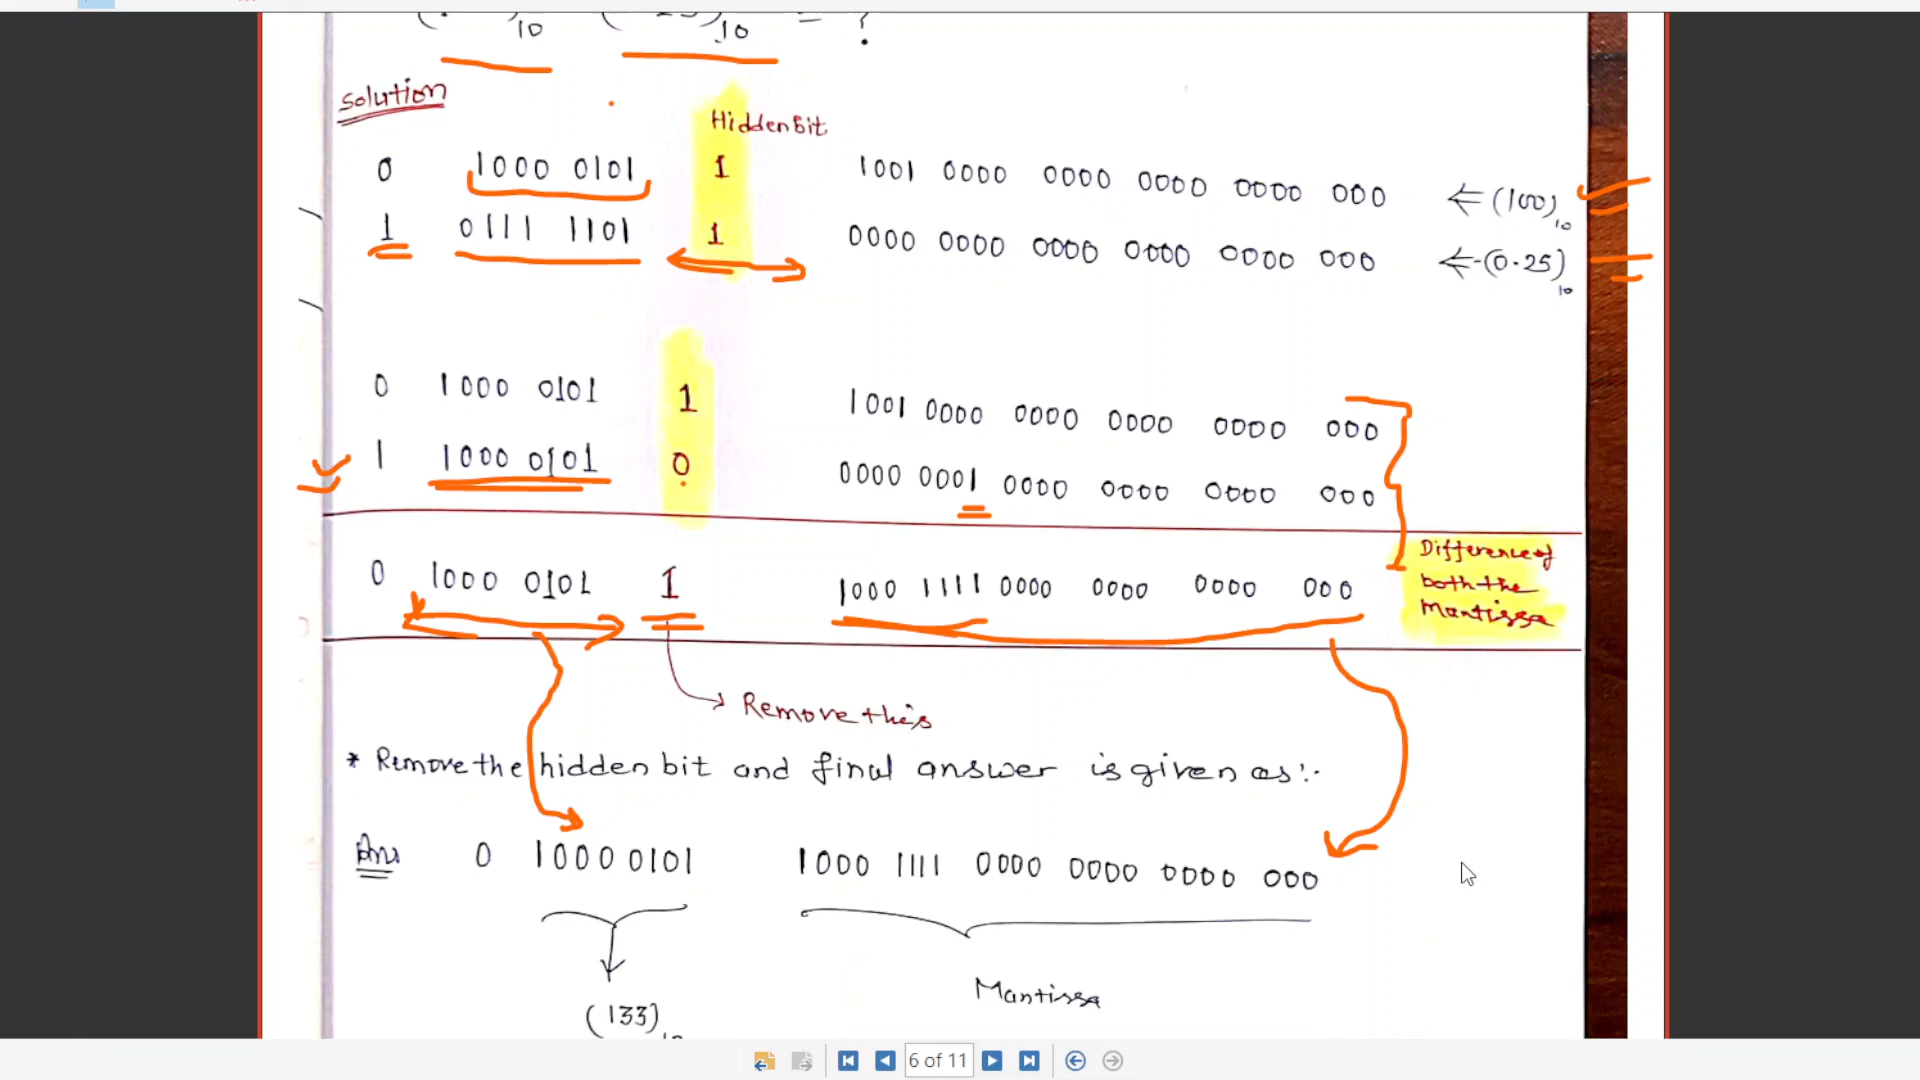 10 10 = ?
Solution
Hidden Bit
0 1000 0101 1 1001 0000 0000 0000 0000 000 ← (100)10
1 0111 1101 1 0000 0000 0000 0000 0000 000 ← (0.25)10
0 1000 0101 1 1001 0000 0000 0000 0000 000
1 1000 0101 0 0000 0001 0000 0000 0000 000
0 1000 0101 1 1000 1111 0000 0000 0000 000
Difference of
both the
Mantissa
Remove this
* Remove the hidden bit and final answer is given as:-
Ans 0 1000 0101 1000 1111 0000 0000 0000 000
(133)
Mantissa
6 of 11